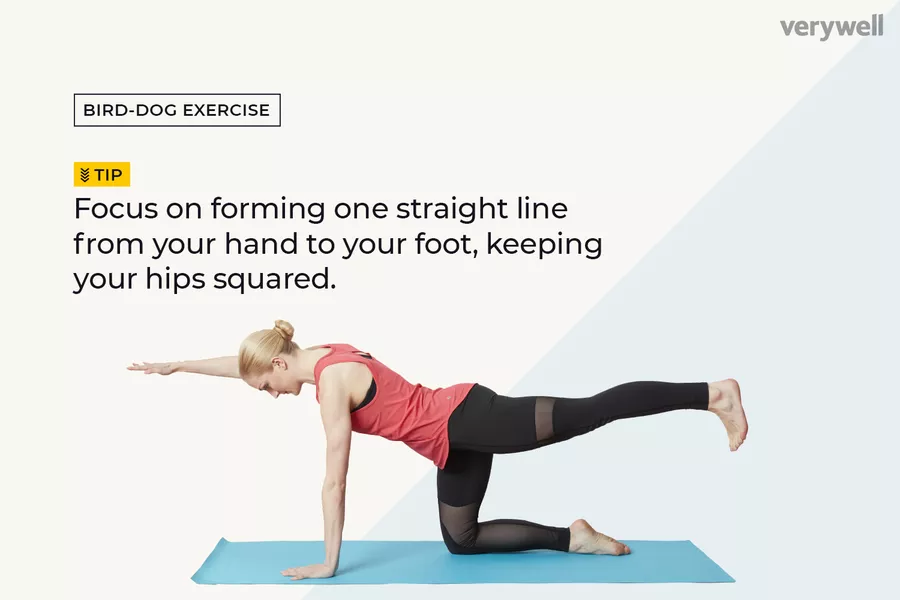 verywell
BIRD-DOG EXERCISE
TIP
Focus on forming one straight line
from your hand to your foot, keeping
your hips squared.